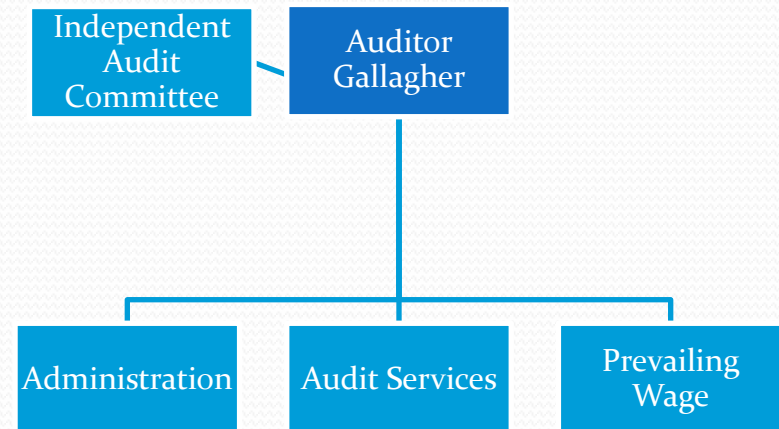 Independent
Audit
Committee
Auditor
Gallagher
Administration
Audit Services
Prevailing
Wage